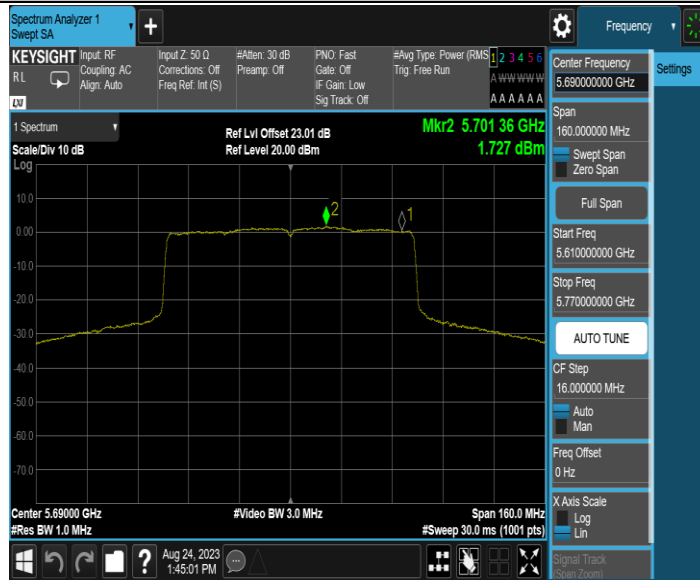 Spectrum Analyzer 1
Swept SA
+
Frequency
KEYSIGHT
RL
LXI
Input: RF
Coupling: AC
Align: Auto
Input Z: 50 Ω
Corrections: Off
Freq Ref: Int (S)
#Atten: 30 dB
Preamp: Off
PNO: Fast
Gate: Off
IF Gain: Low
Sig Track: Off
#Avg Type: Power (RMS
Trig: Free Run
1 2 3 4 5 6
A W W W W W
A A A A A A
Center Frequency
5.690000000 GHz
Settings
Span
160.000000 MHz
Swept Span
Zero Span
Full Span
Start Freq
5.610000000 GHz
Stop Freq
5.770000000 GHz
AUTO TUNE
CF Step
16.000000 MHz
Auto
Man
Freq Offset
0 Hz
X Axis Scale
Log
Lin
Signal Track
(Span Zoom)
1 Spectrum
Scale/Div 10 dB
Log
Ref Lvl Offset 23.01 dB
Ref Level 20.00 dBm
Mkr2 5.701 36 GHz
1.727 dBm
10.0
0.00
-10.0
-20.0
-30.0
-40.0
-50.0
-60.0
-70.0
2
1
Center 5.69000 GHz
#Video BW 3.0 MHz
Span 160.0 MHz
#Res BW 1.0 MHz
#Sweep 30.0 ms (1001 pts)
?
Aug 24, 2023
1:45:01 PM